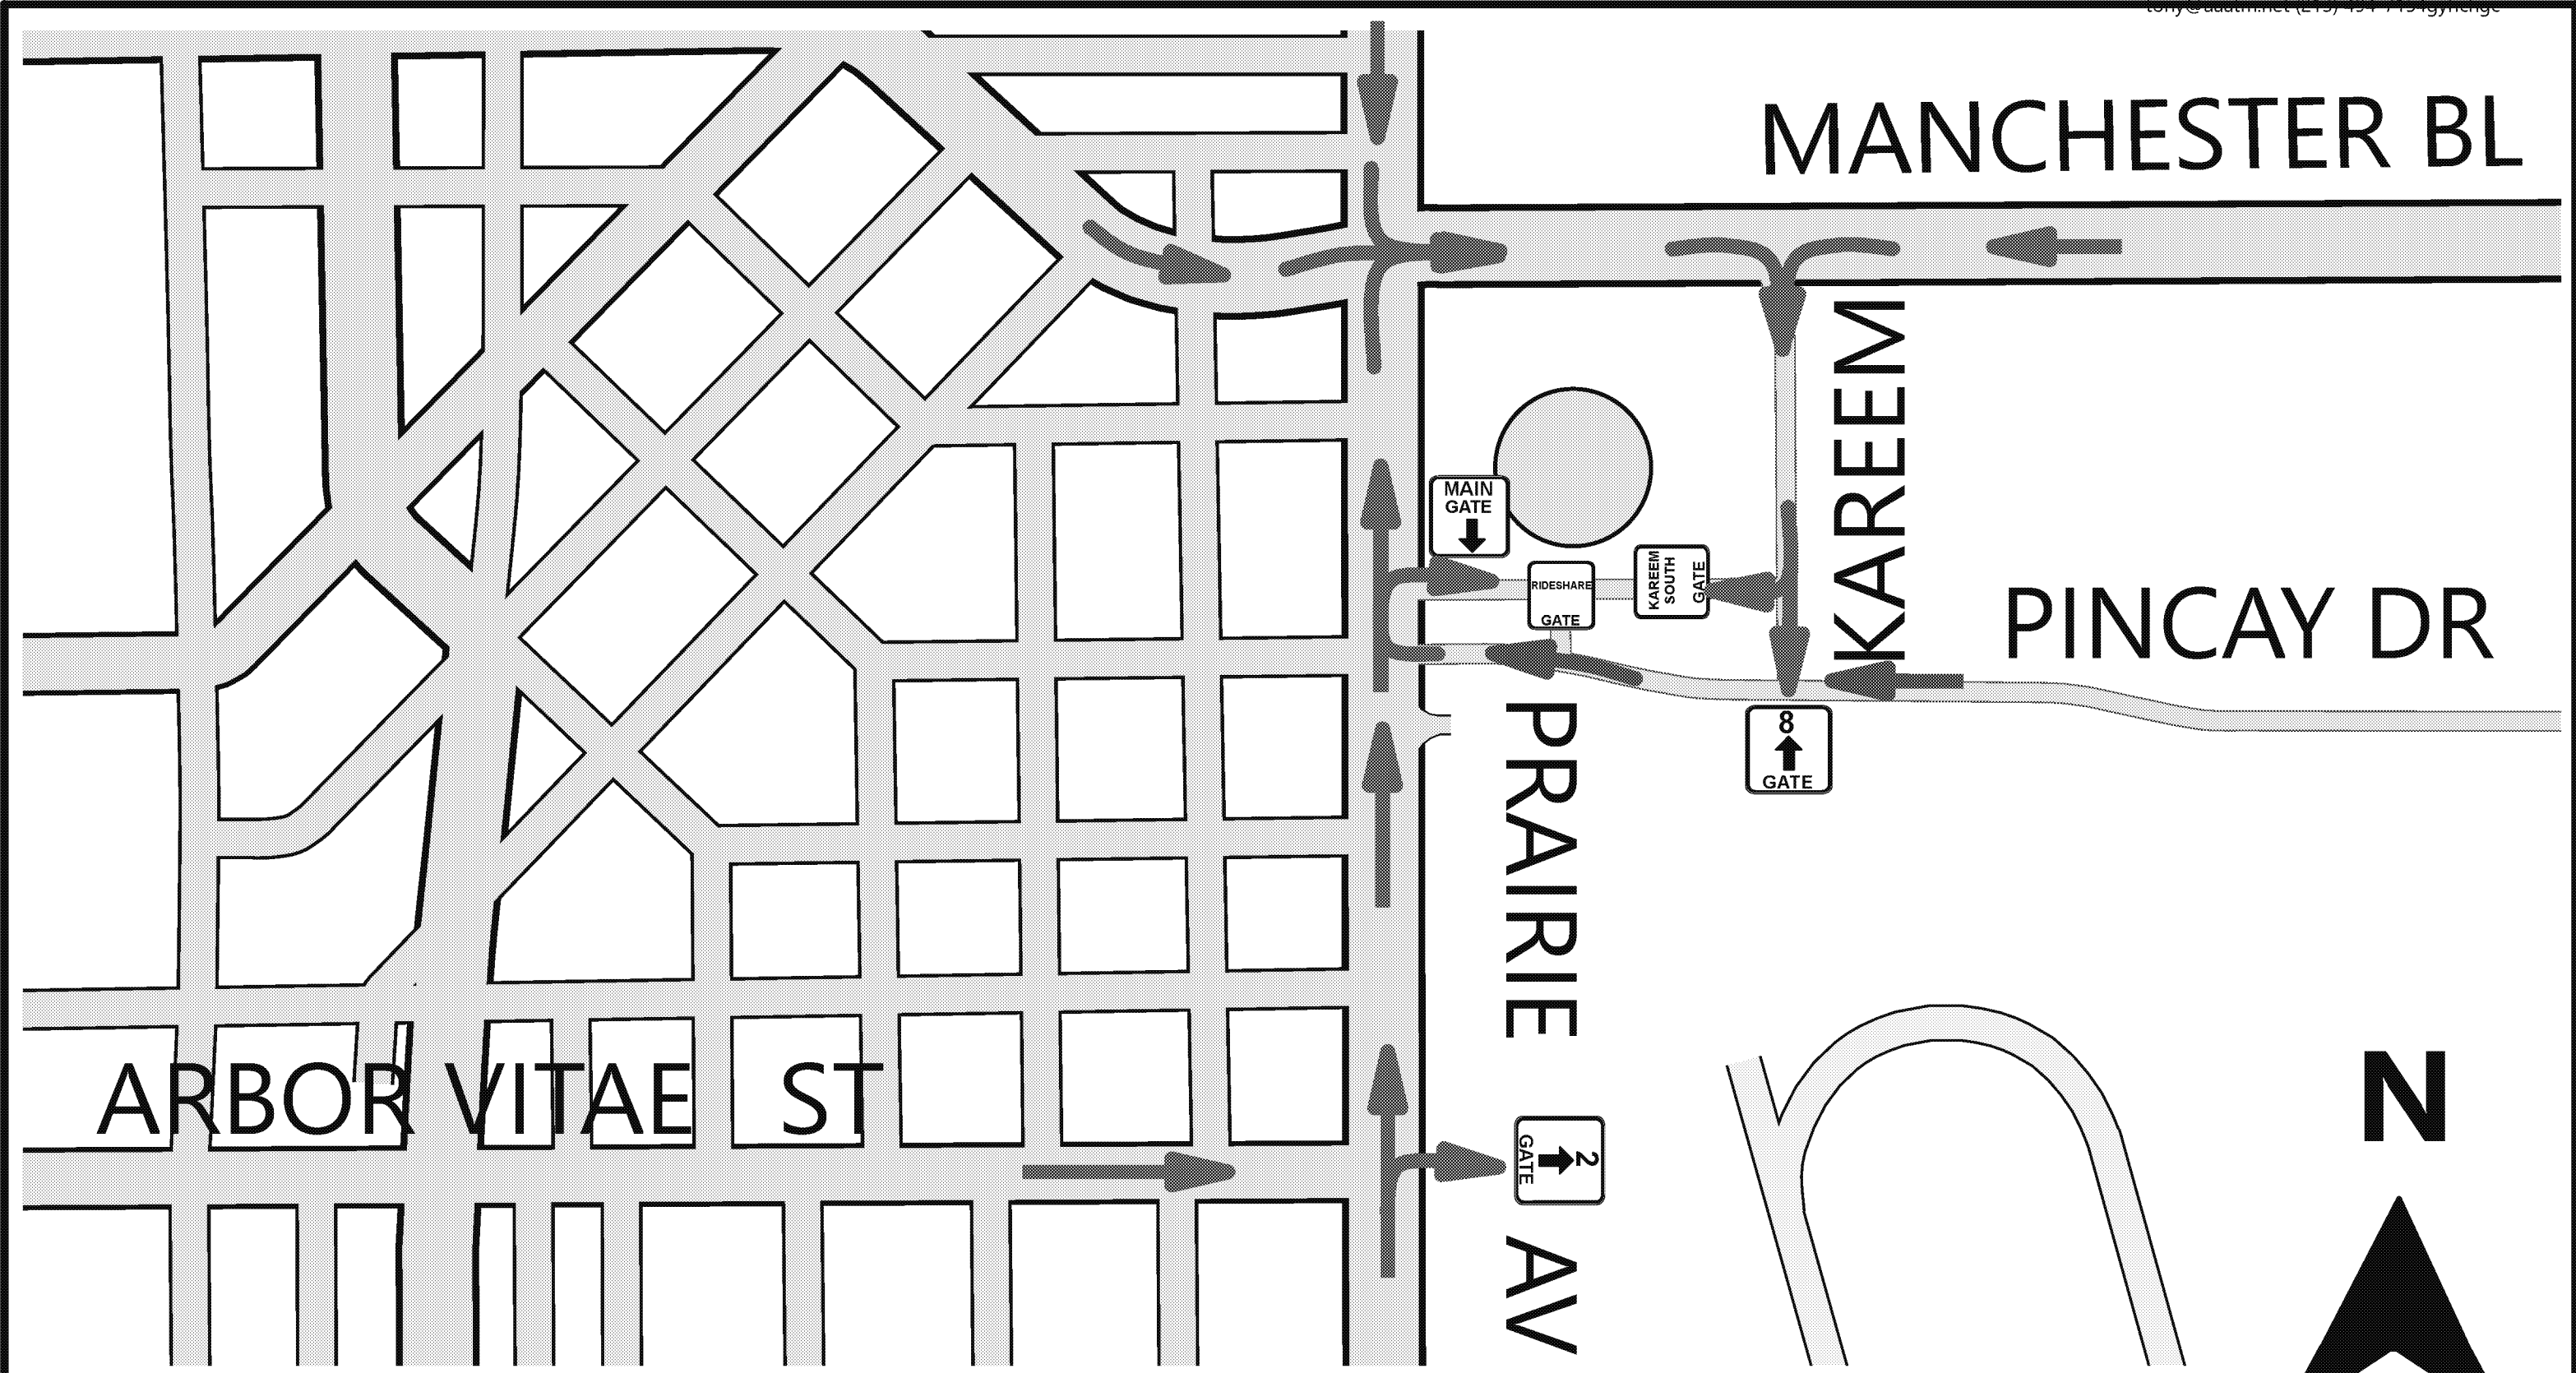 MANCHESTER BL
KAREEM
MAIN
GATE
RIDESHARE
GATE
KAREEM
SOUTH
GATE
PINCAY DR
8
GATE
PRAIRIE AV
ARBOR VITAE ST
2
GATE
N